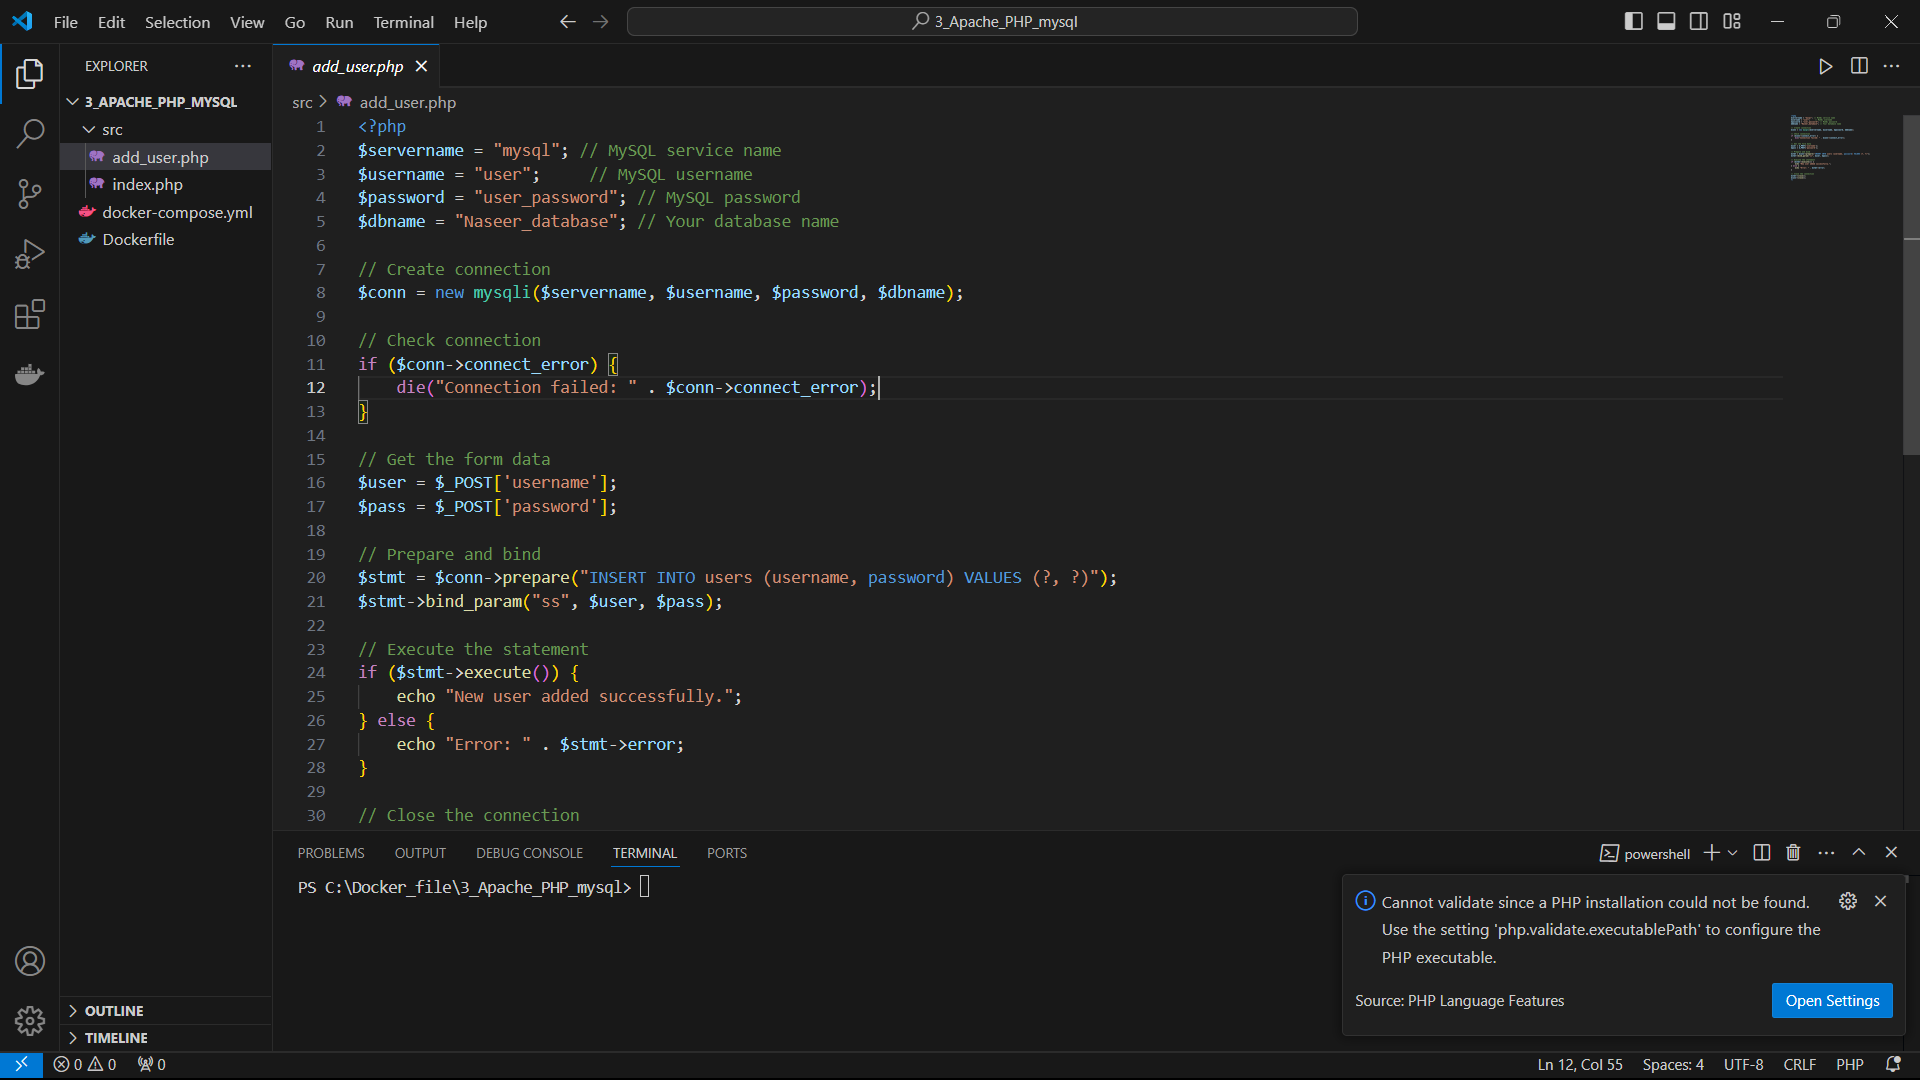 File Edit Selection View Go Run Terminal Help
3_Apache_PHP_mysql
EXPLORER
3_APACHE_PHP_MYSQL
src
add_user.php
index.php
docker-compose.yml
Dockerfile
OUTLINE
TIMELINE
add_user.php
src > add_user.php
1 <?php
2 $servername = "mysql"; // MySQL service name
3 $username = "user";     // MySQL username
4 $password = "user_password"; // MySQL password
5 $dbname = "Naseer_database"; // Your database name
6
7 // Create connection
8 $conn = new mysqli($servername, $username, $password, $dbname);
9
10 // Check connection
11 if ($conn->connect_error) {
12     die("Connection failed: " . $conn->connect_error);
13 }
14
15 // Get the form data
16 $user = $_POST['username'];
17 $pass = $_POST['password'];
18
19 // Prepare and bind
20 $stmt = $conn->prepare("INSERT INTO users (username, password) VALUES (?, ?)");
21 $stmt->bind_param("ss", $user, $pass);
22
23 // Execute the statement
24 if ($stmt->execute()) {
25     echo "New user added successfully.";
26 } else {
27     echo "Error: " . $stmt->error;
28 }
29
30 // Close the connection
PROBLEMS OUTPUT DEBUG CONSOLE TERMINAL PORTS
powershell
PS C:\Docker_file\3_Apache_PHP_mysql>
Cannot validate since a PHP installation could not be found.
Use the setting 'php.validate.executablePath' to configure the
PHP executable.
Source: PHP Language Features
Open Settings
0 0 0
Ln 12, Col 55 Spaces: 4 UTF-8 CRLF PHP